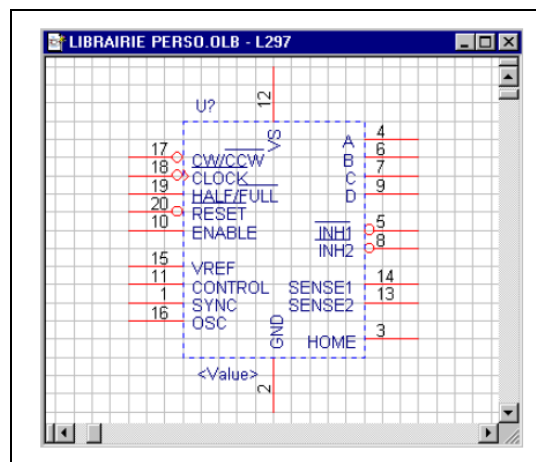 LIBRAIRIE PERSO.OLB - L297
U?
12
VS
17 CW/CCW
18 CLOCK
19 HALF/FULL
20 RESET
10 ENABLE
15 VREF
11 CONTROL
1 SYNC
16 OSC
A 4
B 6
C 7
D 9
INH1 5
INH2 8
SENSE1 14
SENSE2 13
HOME 3
GND
2
<Value>